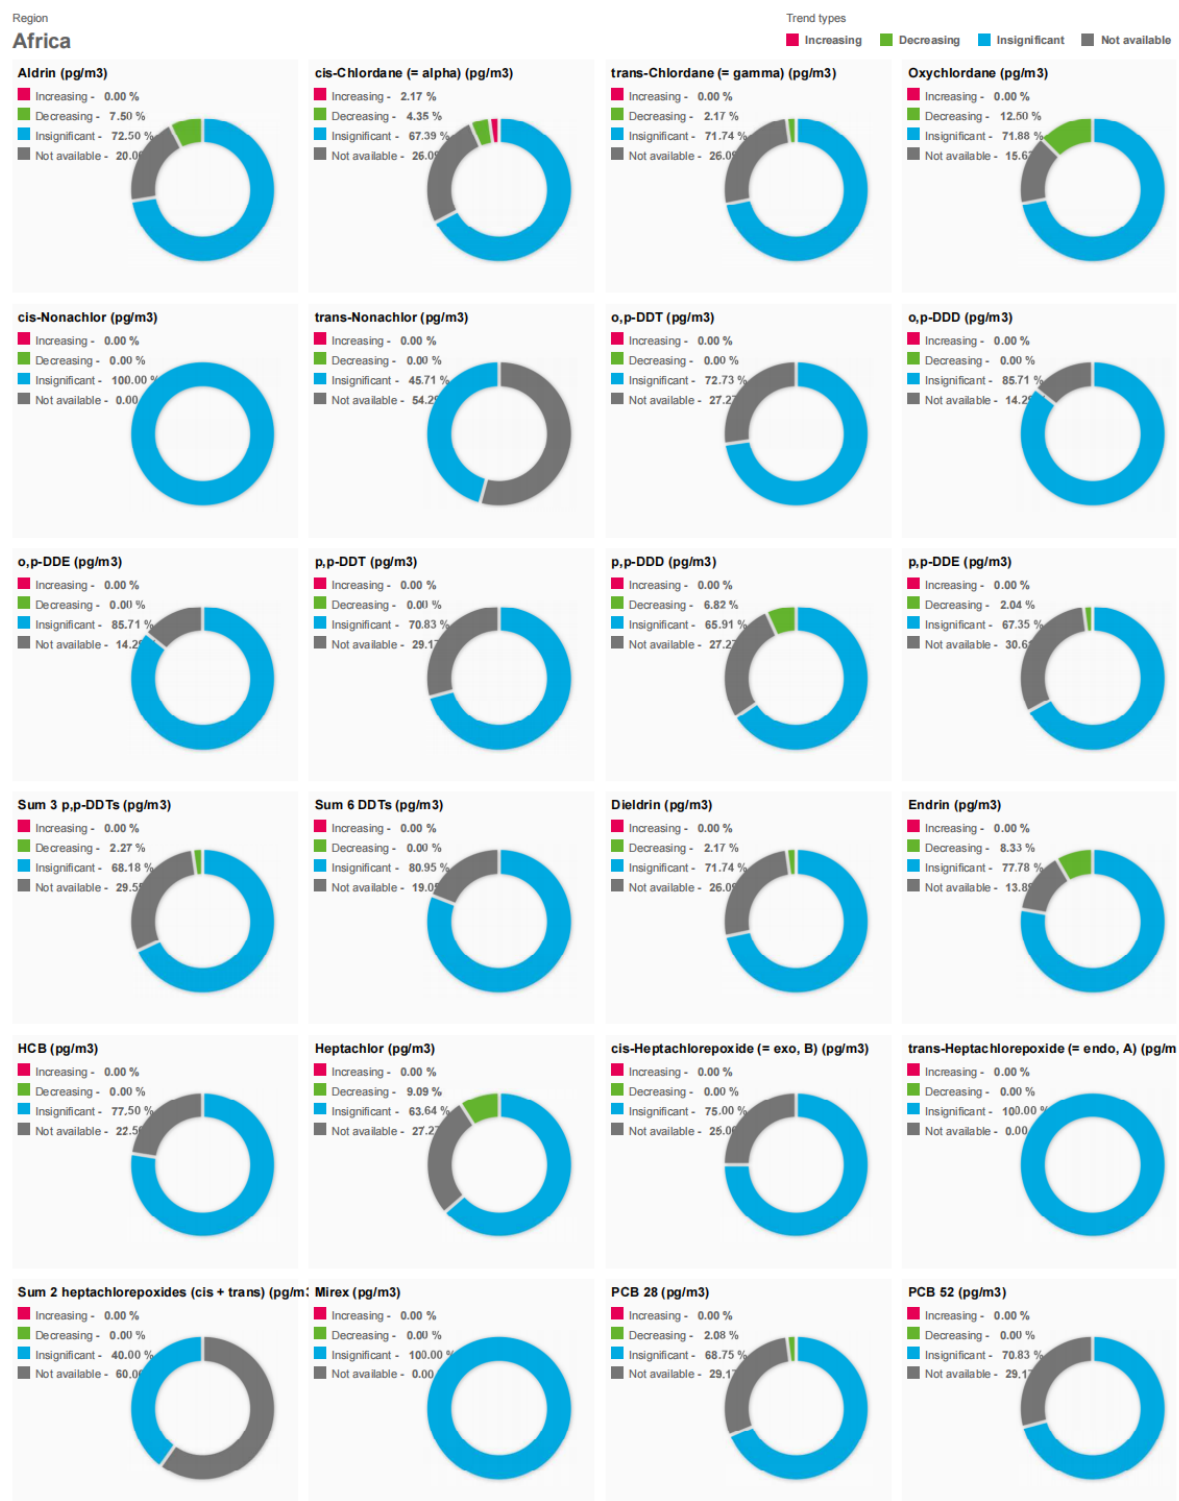 Region
Africa
Trend types
Increasing Decreasing Insignificant Not available
Aldrin (pg/m3)
Increasing - 0.00 %
Decreasing - 7.50 %
Insignificant - 72.50 %
Not available - 20.0
cis-Chlordane (= alpha) (pg/m3)
Increasing - 2.17 %
Decreasing - 4.35 %
Insignificant - 67.39 %
Not available - 26.0
trans-Chlordane (= gamma) (pg/m3)
Increasing - 0.00 %
Decreasing - 2.17 %
Insignificant - 71.74 %
Not available - 26.0
Oxychlordane (pg/m3)
Increasing - 0.00 %
Decreasing - 12.50 %
Insignificant - 71.88 %
Not available - 15.6
cis-Nonachlor (pg/m3)
Increasing - 0.00 %
Decreasing - 0.00 %
Insignificant - 100.00 %
Not available - 0.00
trans-Nonachlor (pg/m3)
Increasing - 0.00 %
Decreasing - 0.00 %
Insignificant - 45.71 %
Not available - 54.2
o,p-DDT (pg/m3)
Increasing - 0.00 %
Decreasing - 0.00 %
Insignificant - 72.73 %
Not available - 27.2
o,p-DDD (pg/m3)
Increasing - 0.00 %
Decreasing - 0.00 %
Insignificant - 85.71 %
Not available - 14.2
o,p-DDE (pg/m3)
Increasing - 0.00 %
Decreasing - 0.00 %
Insignificant - 85.71 %
Not available - 14.2
p,p-DDT (pg/m3)
Increasing - 0.00 %
Decreasing - 0.00 %
Insignificant - 70.83 %
Not available - 29.1
p,p-DDD (pg/m3)
Increasing - 0.00 %
Decreasing - 6.82 %
Insignificant - 65.91 %
Not available - 27.2
p,p-DDE (pg/m3)
Increasing - 0.00 %
Decreasing - 2.04 %
Insignificant - 67.35 %
Not available - 30.6
Sum 3 p,p-DDTs (pg/m3)
Increasing - 0.00 %
Decreasing - 2.27 %
Insignificant - 68.18 %
Not available - 29.5
Sum 6 DDTs (pg/m3)
Increasing - 0.00 %
Decreasing - 0.00 %
Insignificant - 80.95 %
Not available - 19.0
Dieldrin (pg/m3)
Increasing - 0.00 %
Decreasing - 2.17 %
Insignificant - 71.74 %
Not available - 26.0
Endrin (pg/m3)
Increasing - 0.00 %
Decreasing - 8.33 %
Insignificant - 77.78 %
Not available - 13.8
HCB (pg/m3)
Increasing - 0.00 %
Decreasing - 0.00 %
Insignificant - 77.50 %
Not available - 22.5
Heptachlor (pg/m3)
Increasing - 0.00 %
Decreasing - 9.09 %
Insignificant - 63.64 %
Not available - 27.2
cis-Heptachlorepoxide (= exo, B) (pg/m3)
Increasing - 0.00 %
Decreasing - 0.00 %
Insignificant - 75.00 %
Not available - 25.0
trans-Heptachlorepoxide (= endo, A) (pg/m
Increasing - 0.00 %
Decreasing - 0.00 %
Insignificant - 100.00 %
Not available - 0.00
Sum 2 heptachlorepoxides (cis + trans) (pg/m3
Increasing - 0.00 %
Decreasing - 0.00 %
Insignificant - 40.00 %
Not available - 60.0
Mirex (pg/m3)
Increasing - 0.00 %
Decreasing - 0.00 %
Insignificant - 100.00 %
Not available - 0.00
PCB 28 (pg/m3)
Increasing - 0.00 %
Decreasing - 2.08 %
Insignificant - 68.75 %
Not available - 29.1
PCB 52 (pg/m3)
Increasing - 0.00 %
Decreasing - 0.00 %
Insignificant - 70.83 %
Not available - 29.1